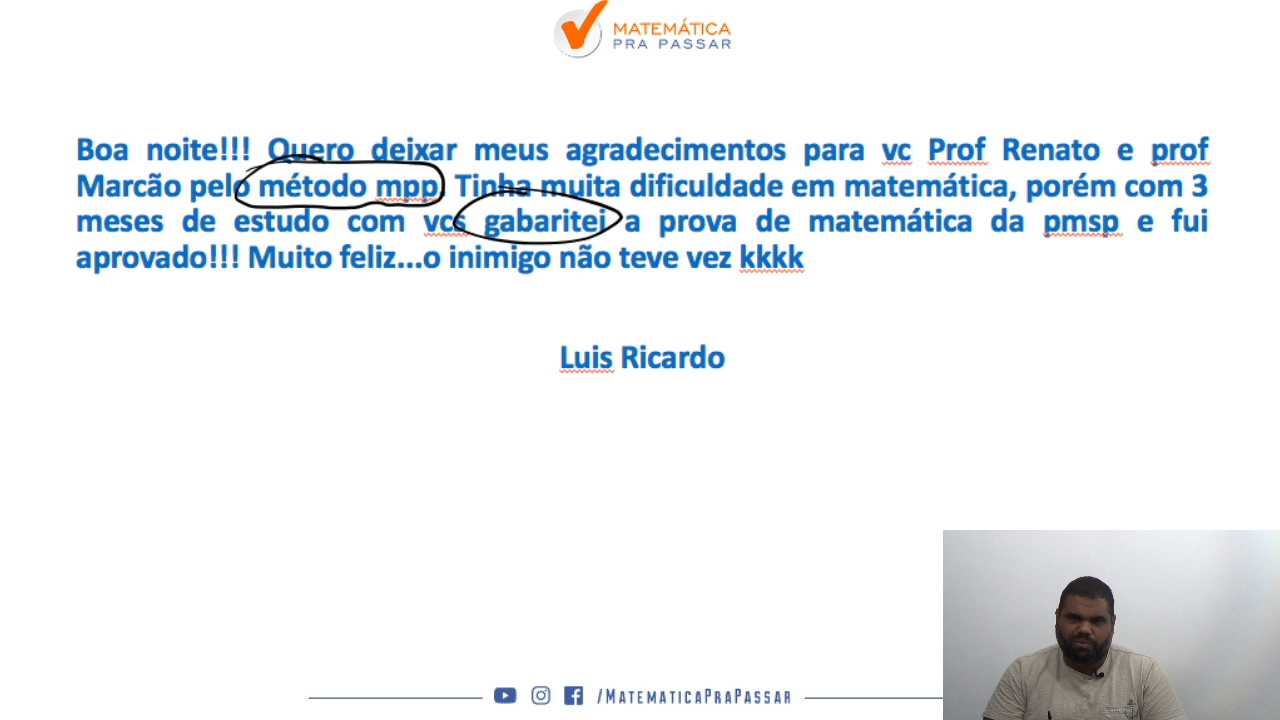 MATEMÁTICA
PRA PASSAR
Boa noite!!! Quero deixar meus agradecimentos para vc Prof Renato e prof
Marcão pelo método mpp. Tinha muita dificuldade em matemática, porém com 3
meses de estudo com vcs gabaritei a prova de matemática da pmsp e fui
aprovado!!! Muito feliz...o inimigo não teve vez kkkk
Luis Ricardo
/MATEMATICAPRAPASSAR